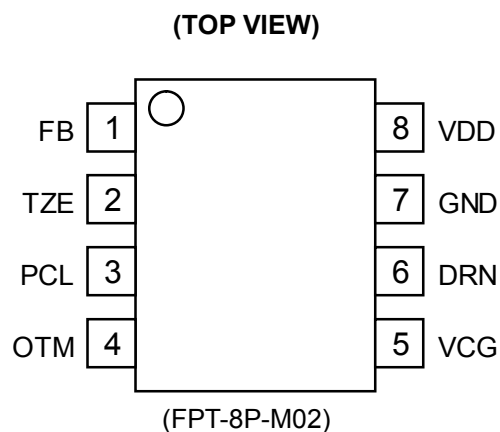 (TOP VIEW)
FB 1 8 VDD
TZE 2 7 GND
PCL 3 6 DRN
OTM 4 5 VCG
(FPT-8P-M02)